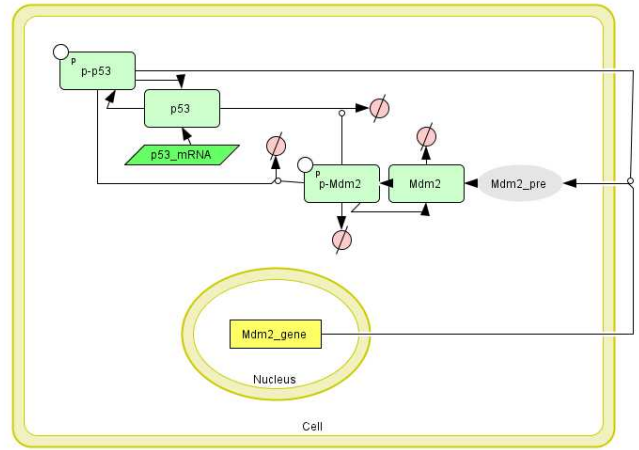 P
p-p53
p53
p53_mRNA
P
p-Mdm2
Mdm2
Mdm2_pre
Mdm2_gene
Nucleus
Cell